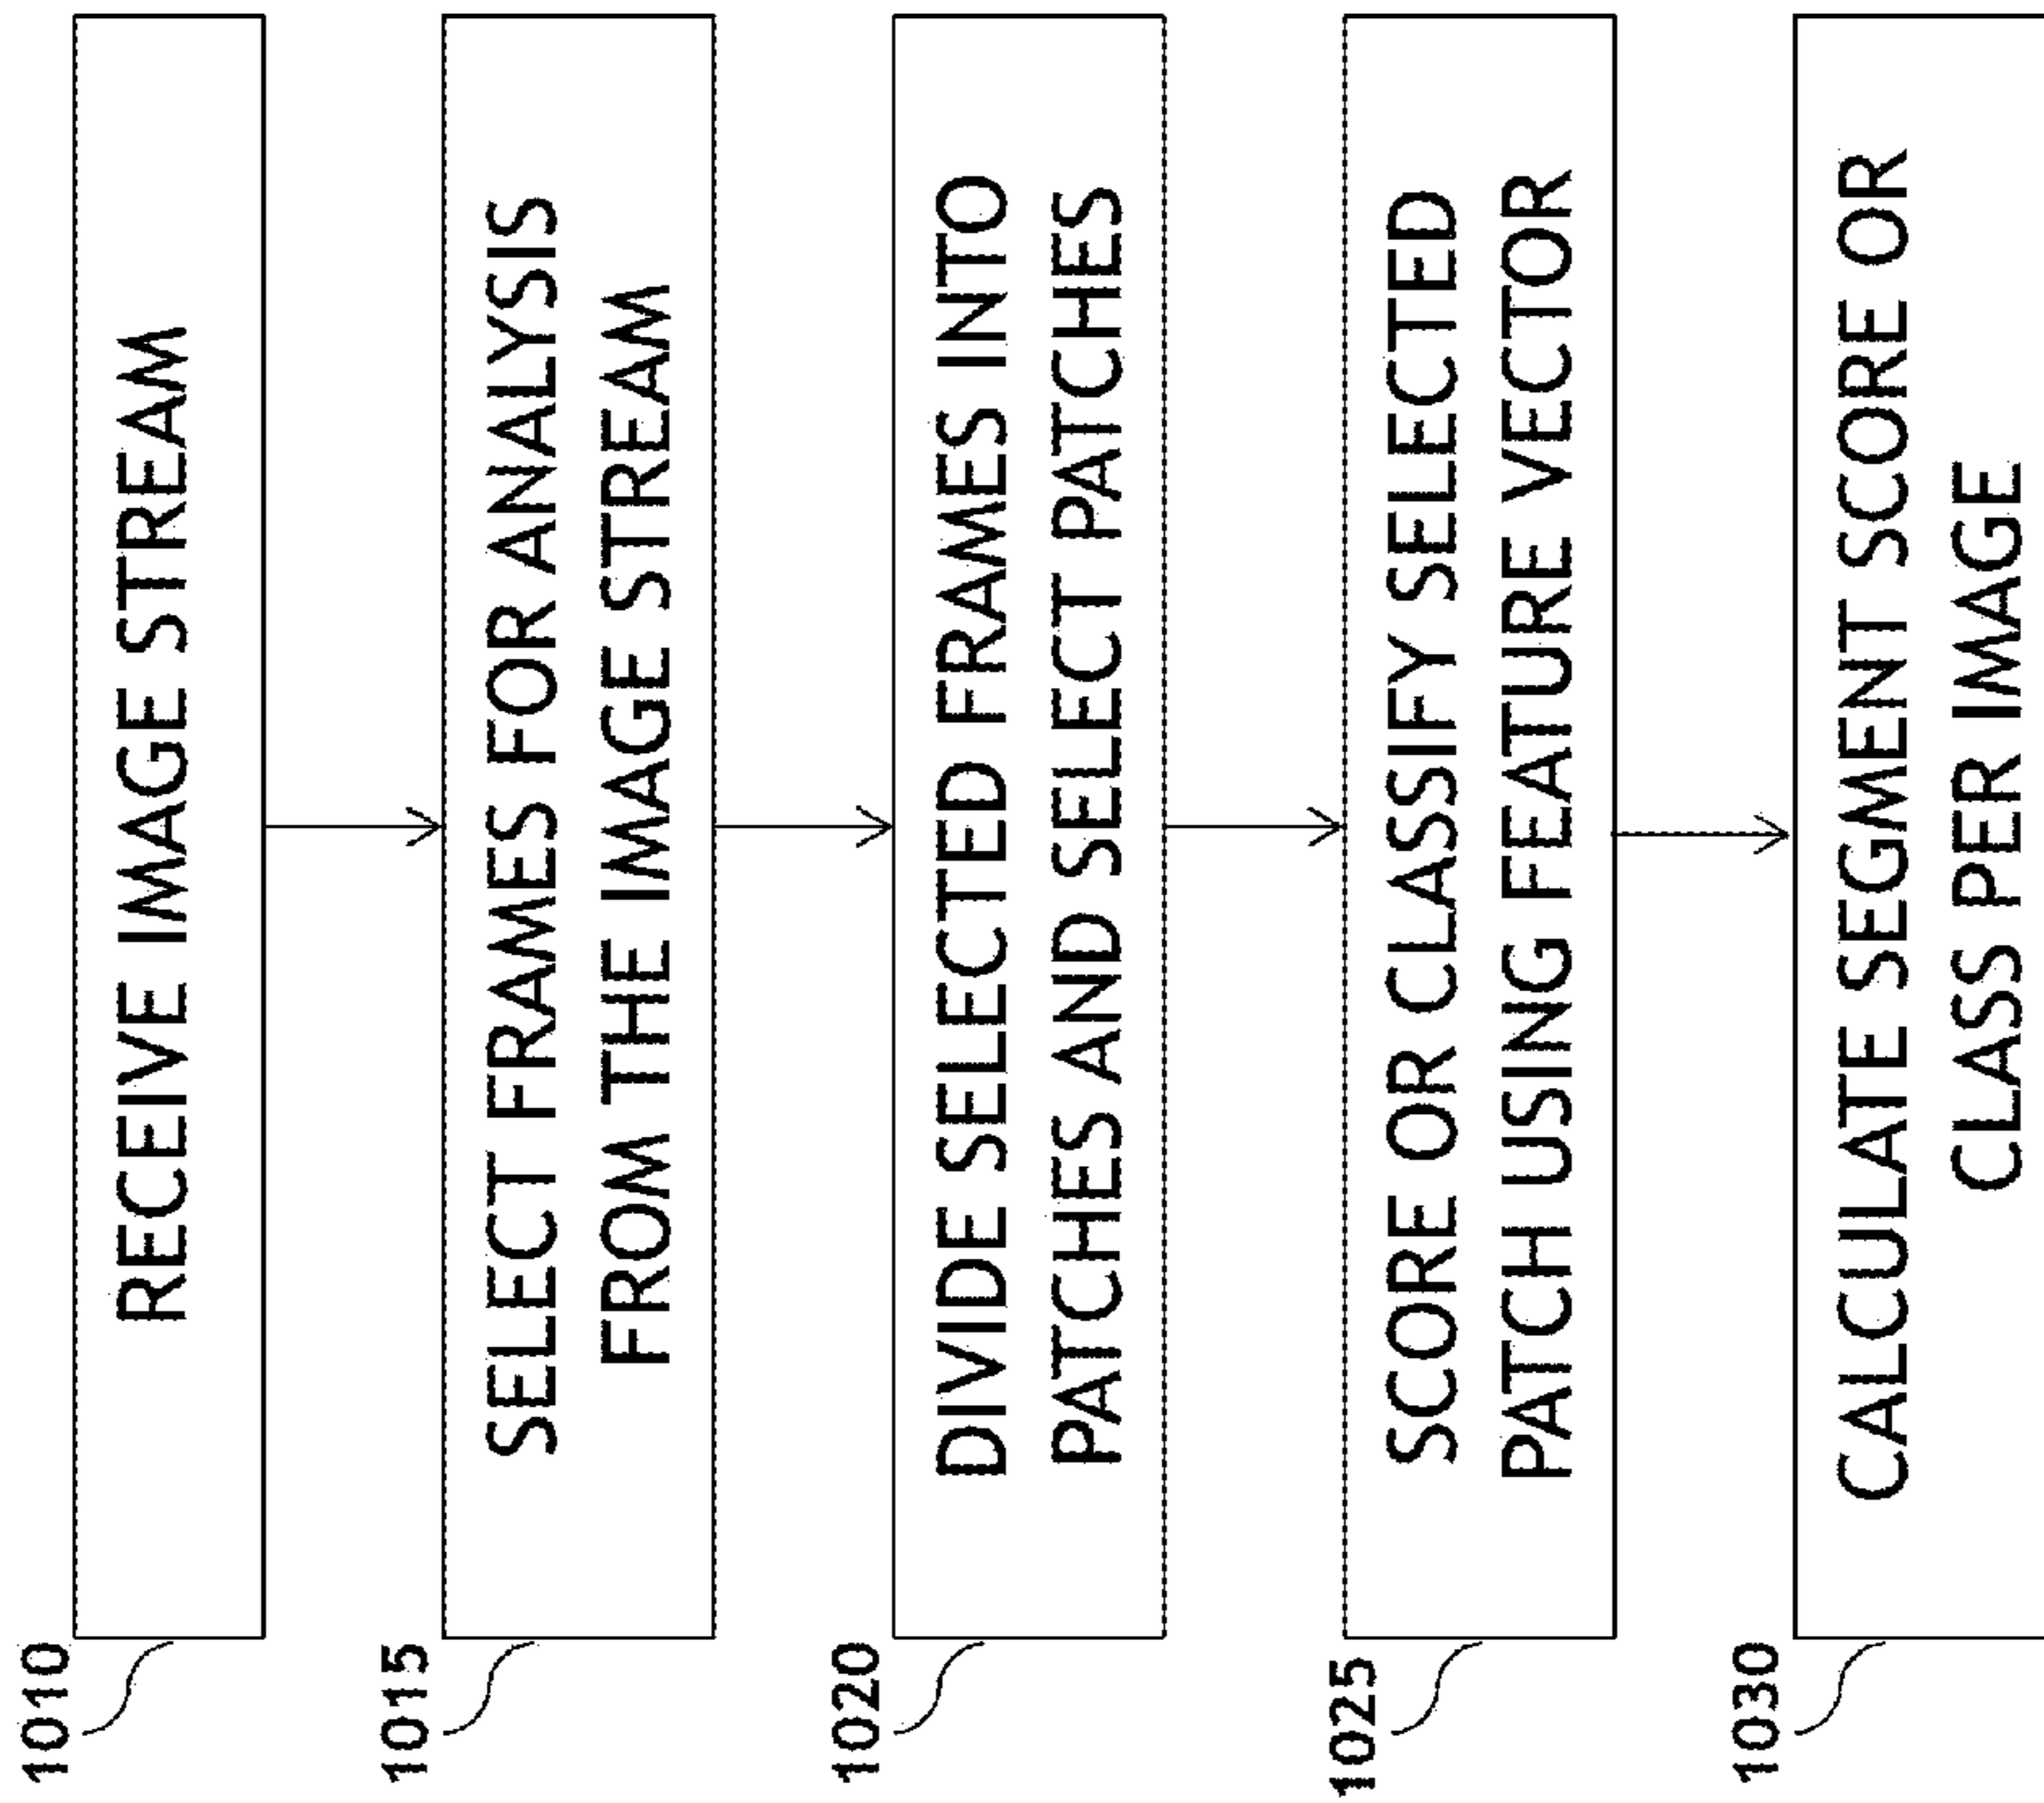 1010
RECEIVE IMAGE STREAM
1015
SELECT FRAMES FOR ANALYSIS
FROM THE IMAGE STREAM
1020
DIVIDE SELECTED FRAMES INTO
PATCHES AND SELECT PATCHES
1025
SCORE OR CLASSIFY SELECTED
PATCH USING FEATURE VECTOR
1030
CALCULATE SEGMENT SCORE OR
CLASS PER IMAGE